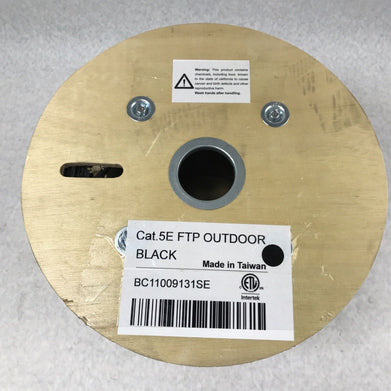 Warning: This product contains
chemicals, including lead, known
to the state of california to cause
cancer and birth defects and other
reproductive harm.
Wash hands after handling.
Cat.5E FTP OUTDOOR
BLACK
Made in Taiwan
BC11009131SE
ETL
Intertek